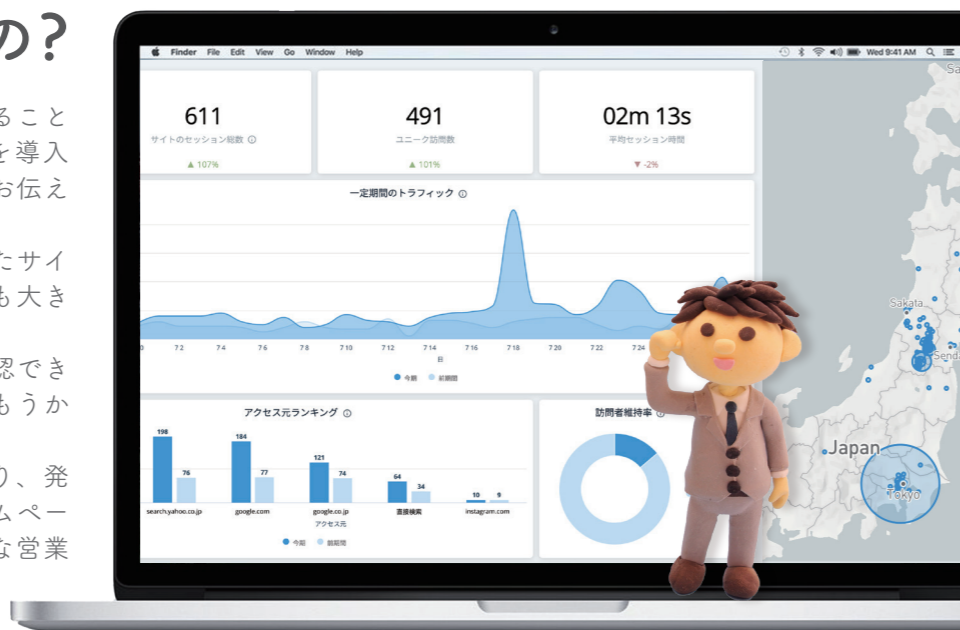 の?
ること
を導入
お伝え
たサイ
も大き
認でき
もうか
り、発
ムペー
な営業
Finder File Edit View Go Window Help
Wed 9:41 AM
611
サイトのセッション総数
▲ 107%
491
ユニーク訪問数
▲ 101%
02m 13s
平均セッション時間
▼ -2%
一定期間のトラフィック
7 2 7 4 7 6 7 8 7 10 7 12 7 14 7 16 7 18 7 20 7 22 7 24
日
今期 前期間
アクセス元ランキング
198 76 184 77 121 74 64 34 10 9
search.yahoo.co.jp google.com google.co.jp 直接検索 instagram.com
アクセス元
今期 前期間
訪問者維持率
Sa
Sakata
Senda
Japan
Tokyo